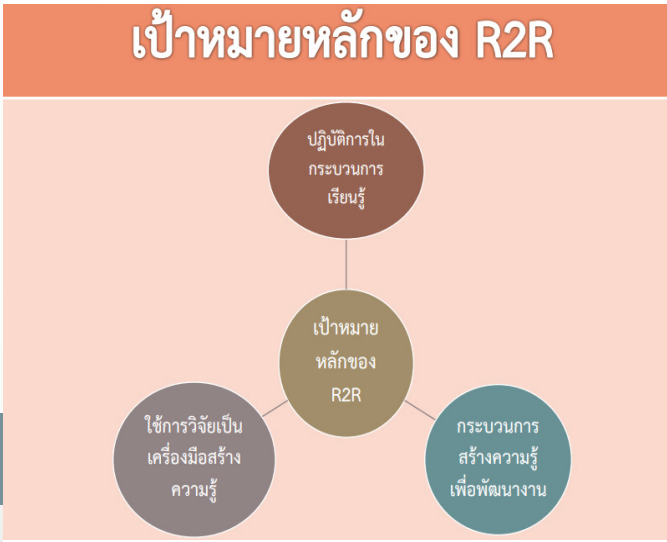 เป้าหมายหลักของ R2R
ปฏิบัติการใน
กระบวนการ
เรียนรู้
เป้าหมาย
หลักของ
R2R
ใช้การวิจัยเป็น
เครื่องมือสร้าง
ความรู้
กระบวนการ
สร้างความรู้
เพื่อพัฒนางาน